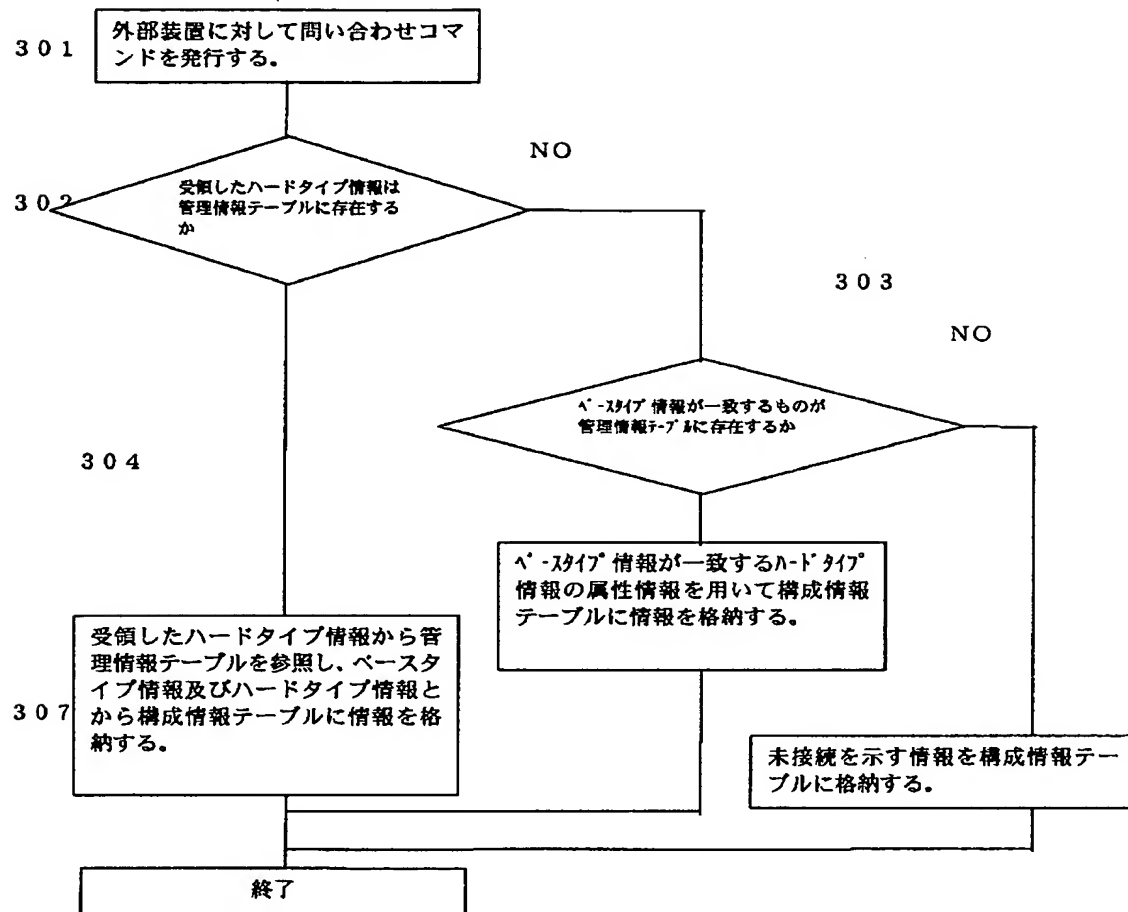 301
外部装置に対して問い合わせコマ
ンドを発行する。
NO
302
受領したハードタイプ情報は
管理情報テーブルに存在する
か
303
NO
ﾍﾞｰｽﾀｲﾌﾟ情報が一致するものが
管理情報ﾃｰﾌﾞﾙに存在するか
304
ﾍﾞｰｽﾀｲﾌﾟ情報が一致するﾊｰﾄﾞﾀｲﾌﾟ
情報の属性情報を用いて構成情報
テーブルに情報を格納する。
受領したハードタイプ情報から管
理情報テーブルを参照し、ベースタ
イプ情報及びハードタイプ情報と
から構成情報テーブルに情報を格
納する。
307
未接続を示す情報を構成情報テー
ブルに格納する。
終了